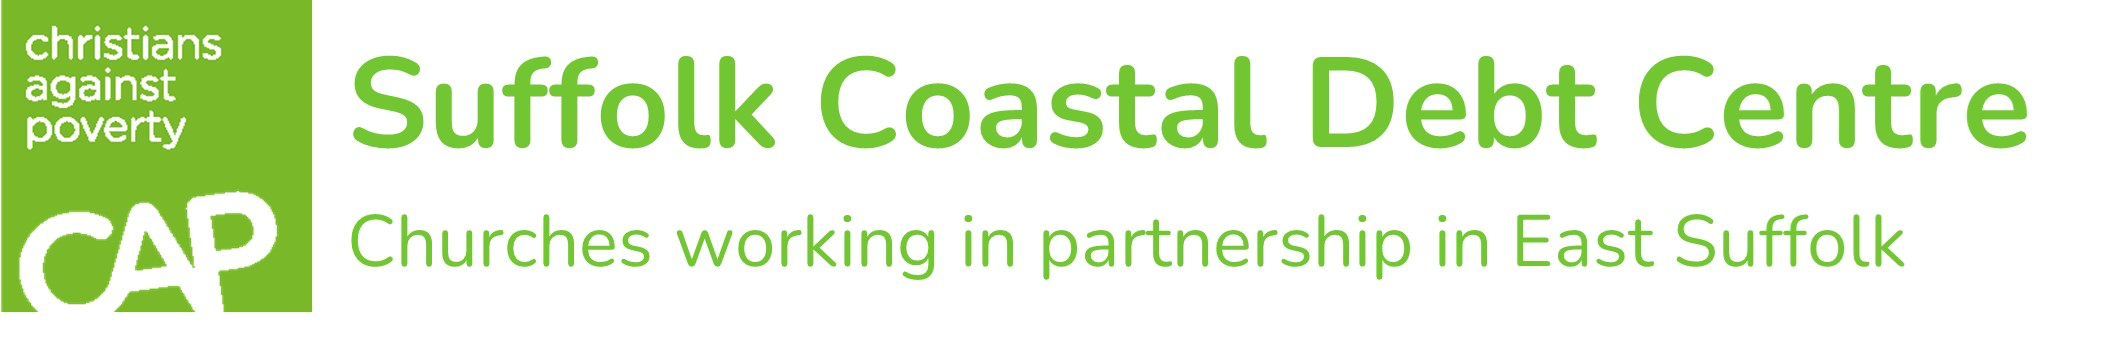 christians
against
poverty
CAP
Suffolk Coastal Debt Centre
Churches working in partnership in East Suffolk